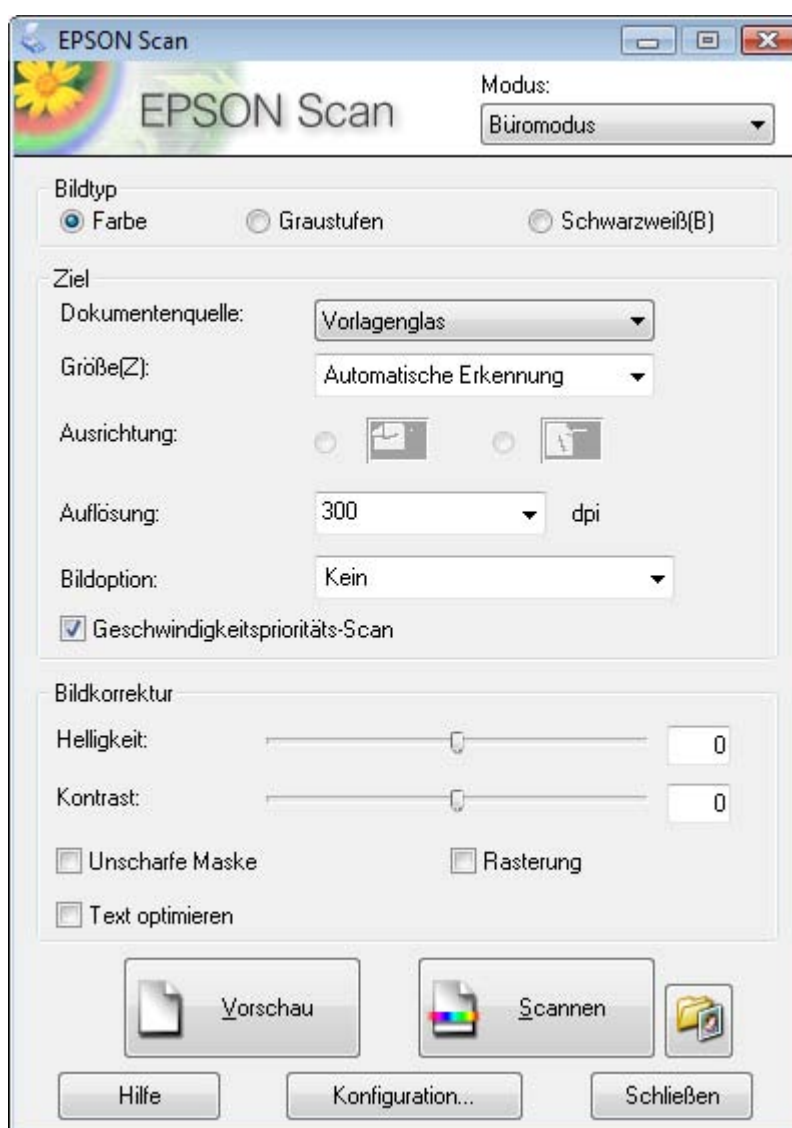 EPSON Scan
EPSON Scan
Modus:
Büromodus
Bildtyp
Farbe Graustufen Schwarzweiß(B)
Ziel
Dokumentenquelle: Vorlagenglas
Größe(Z): Automatische Erkennung
Ausrichtung:
Auflösung: 300 dpi
Bildoption: Kein
Geschwindigkeitsprioritäts-Scan
Bildkorrektur
Helligkeit: 0
Kontrast: 0
Unscharfe Maske Rasterung
Text optimieren
Vorschau Scannen
Hilfe Konfiguration... Schließen